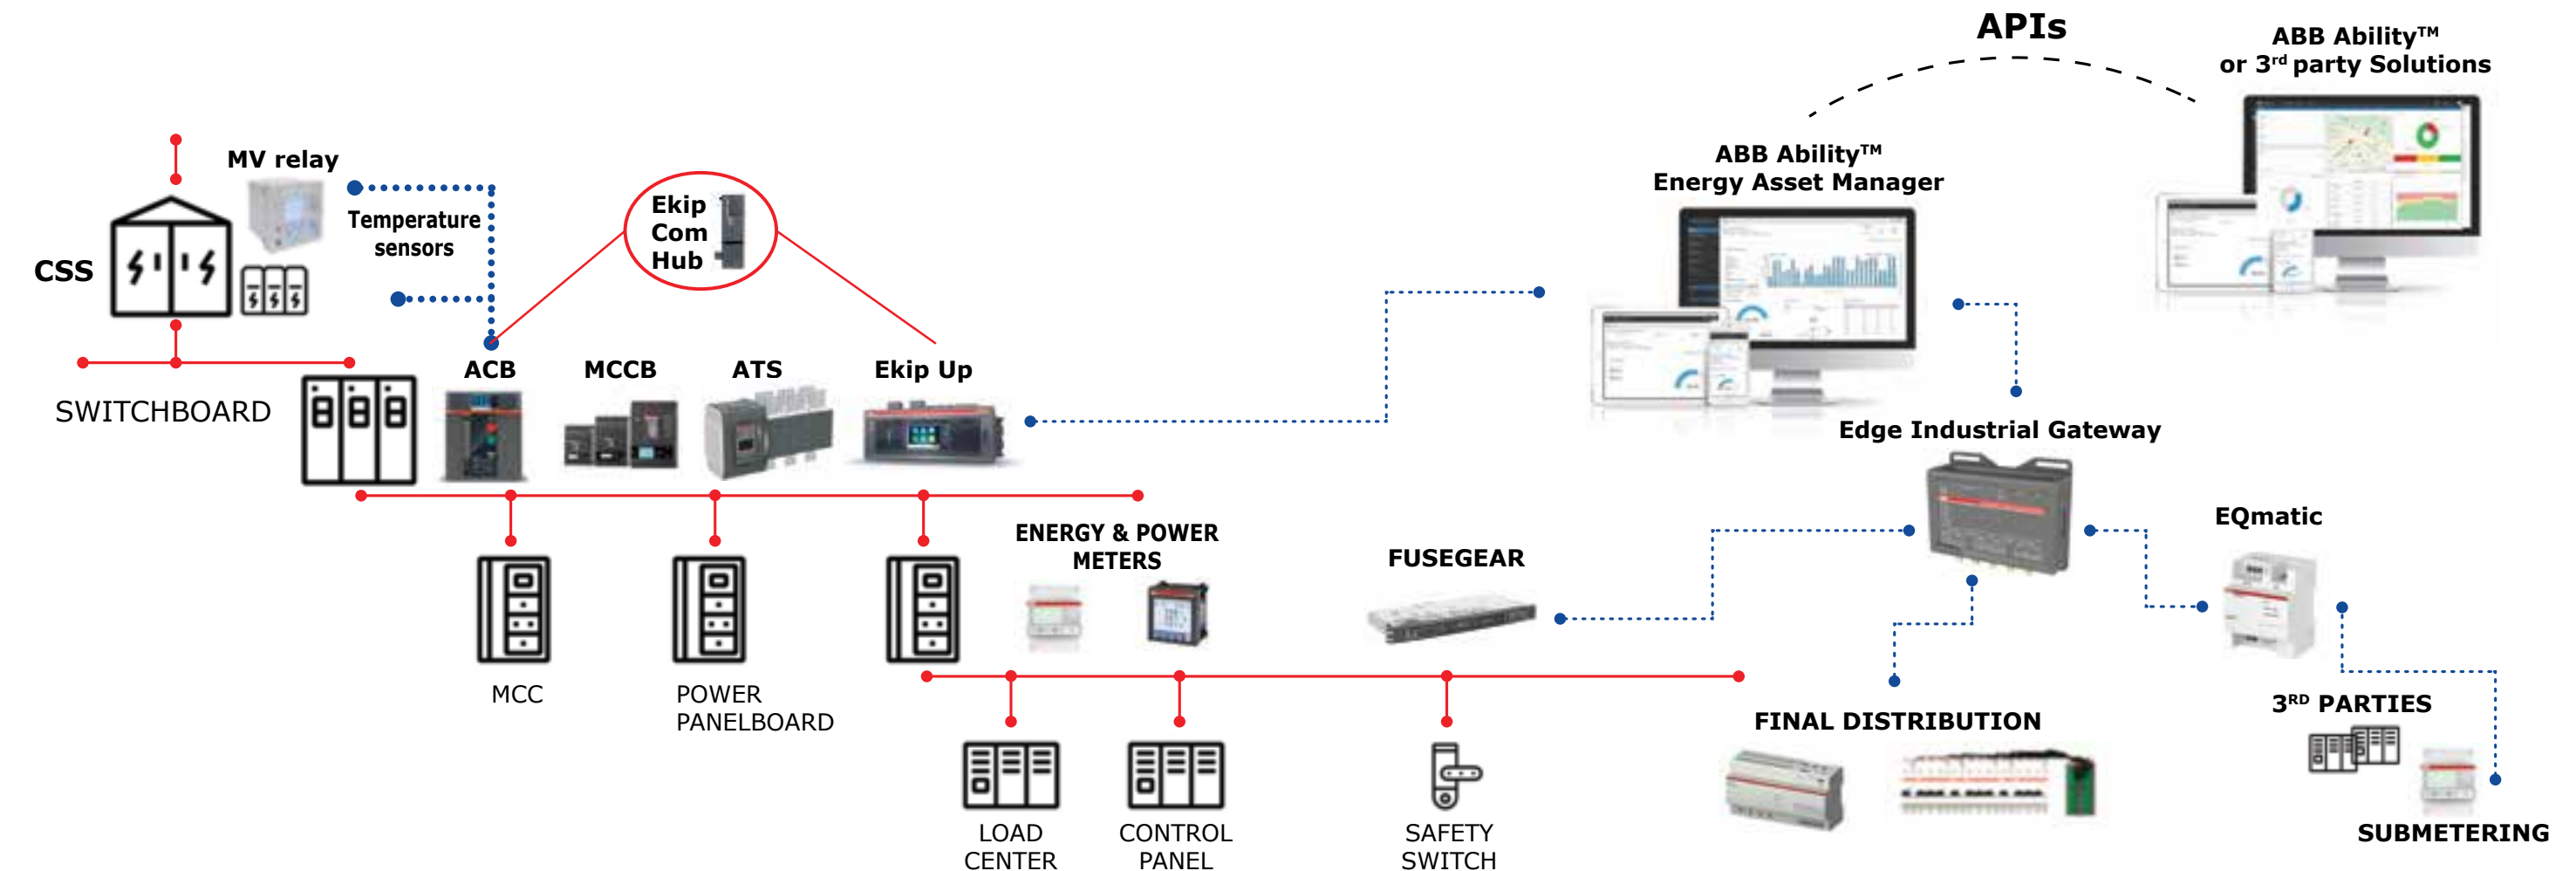 APIs
ABB Ability™
or 3rd party Solutions
ABB Ability™
Energy Asset Manager
MV relay
Temperature
sensors
Ekip
Com
Hub
CSS
ACB
MCCB
ATS
Ekip Up
SWITCHBOARD
Edge Industrial Gateway
EQmatic
ENERGY & POWER
METERS
FUSEGEAR
MCC
POWER
PANELBOARD
3RD PARTIES
FINAL DISTRIBUTION
LOAD
CENTER
CONTROL
PANEL
SAFETY
SWITCH
SUBMETERING